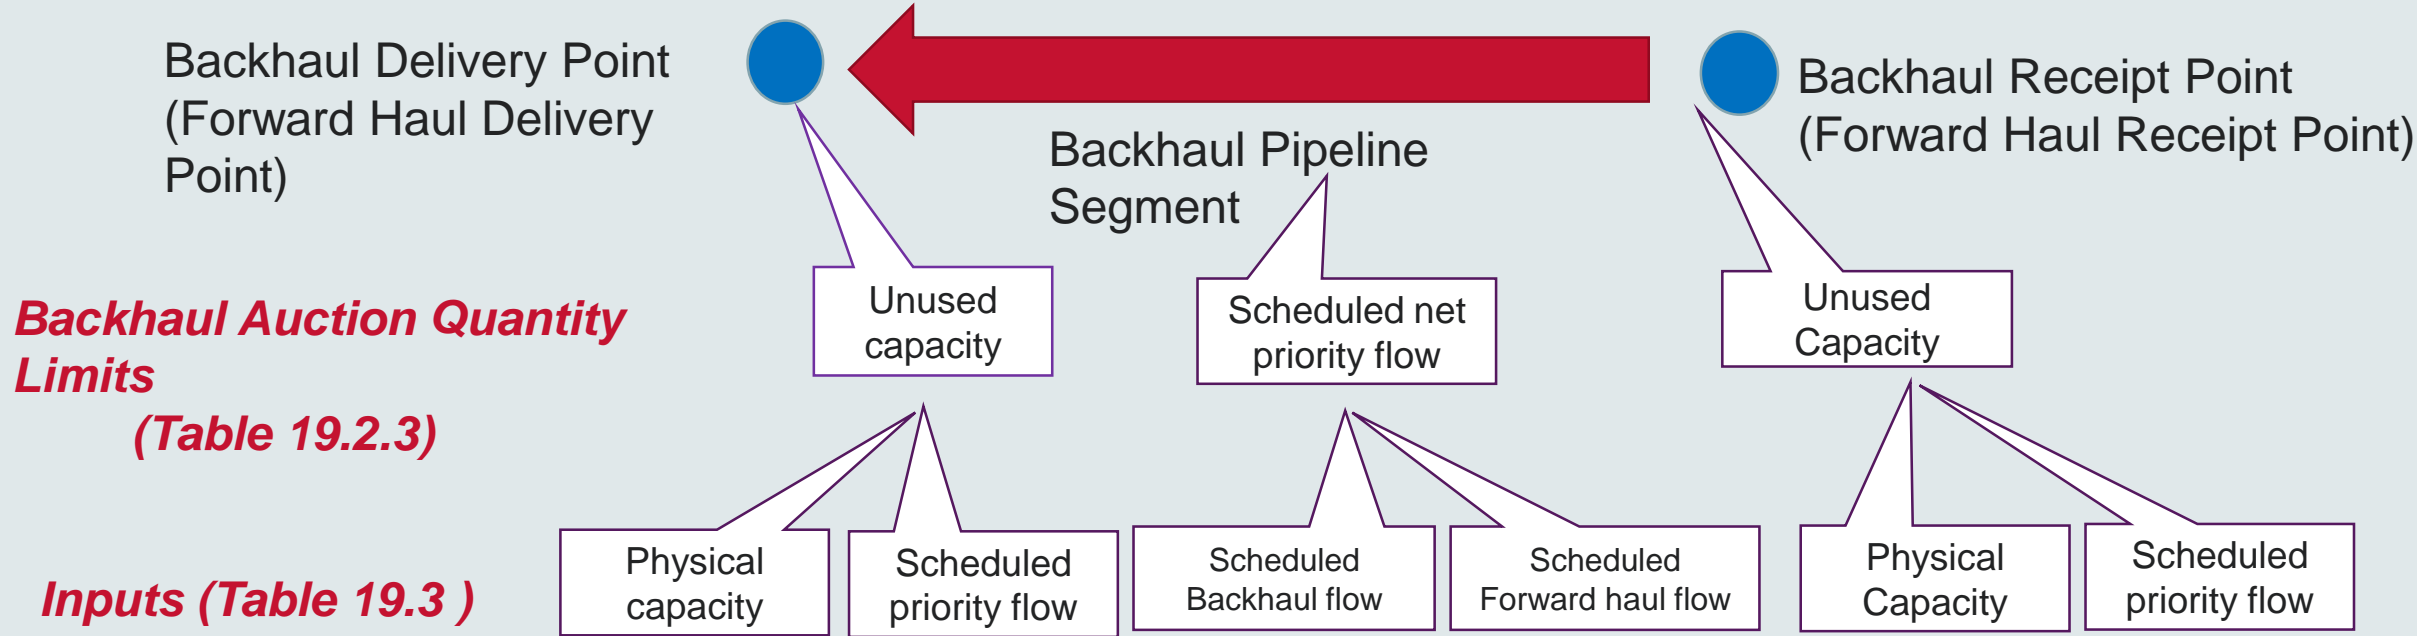 Backhaul Delivery Point
(Forward Haul Delivery
Point)
Backhaul Receipt Point
(Forward Haul Receipt Point)
Backhaul Pipeline
Segment
Backhaul Auction Quantity
Limits
(Table 19.2.3)
Unused
capacity
Scheduled net
priority flow
Unused
Capacity
Inputs (Table 19.3 )
Physical
capacity
Scheduled
priority flow
Scheduled
Backhaul flow
Scheduled
Forward haul flow
Physical
Capacity
Scheduled
priority flow